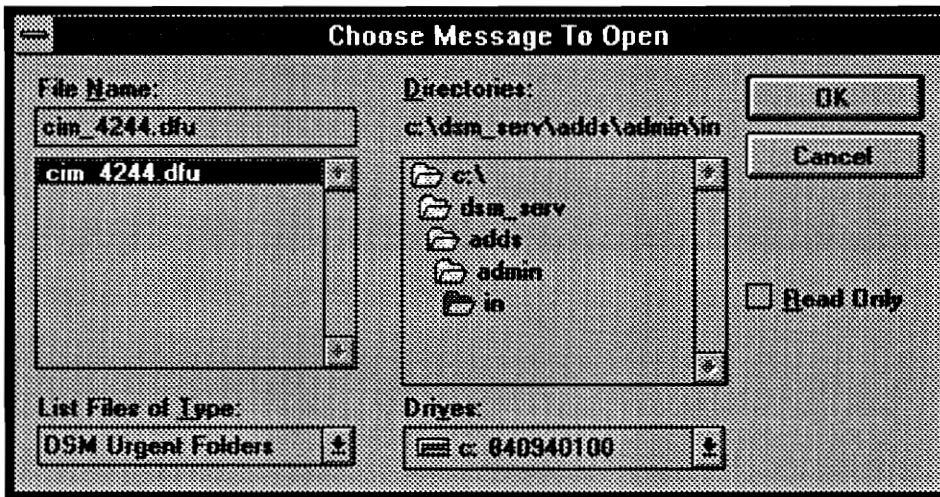 Choose Message To Open
File Name:
cim_4244.dfu
cim_4244.dfu
List Files of Type:
DSM Urgent Folders
Directories:
c:\dsm_serv\adds\admin\in
c:\
dsm_serv
adds
admin
in
Drives:
c: 840940100
OK
Cancel
Read Only